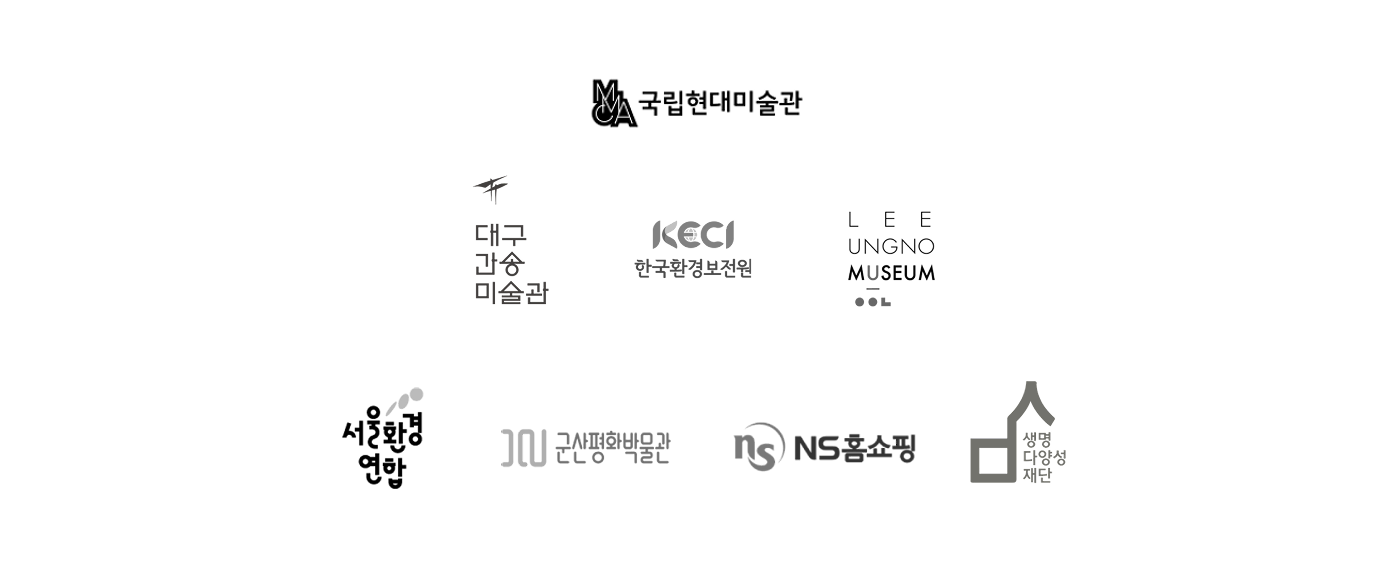 MMCA 국립현대미술관
대구
간송
미술관
KECI
한국환경보전원
LEE
UNGNO
MUSEUM
서울환경
연합
군산평화박물관
ns NS홈쇼핑
생명
다양성
재단